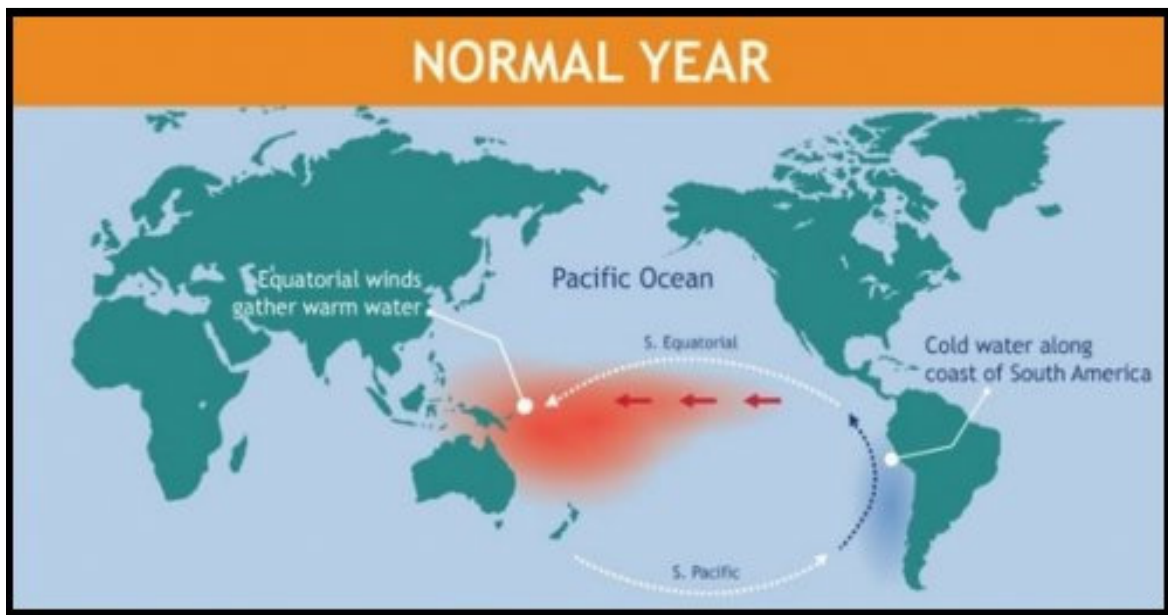 NORMAL YEAR
Equatorial winds
gather warm water
Pacific Ocean
S. Equatorial
Cold water along
coast of South America
S. Pacific